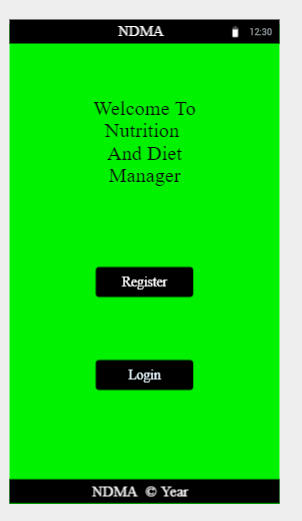 NDMA 12:30
Welcome To
Nutrition
And Diet
Manager
Register
Login
NDMA © Year